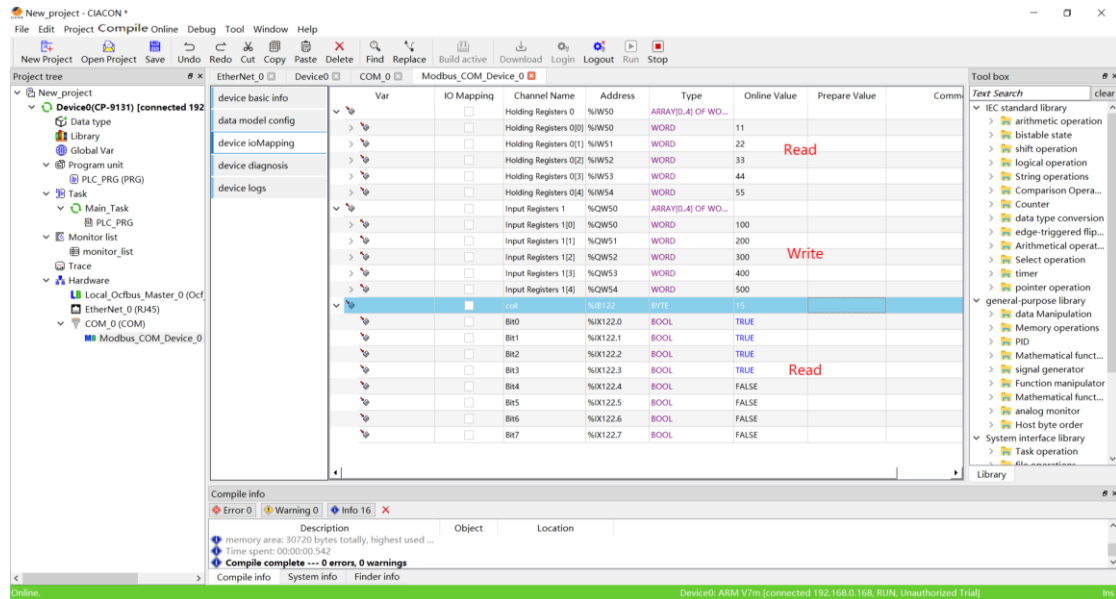 New_project - CIACON *
File Edit Project Compile Online Debug Tool Window Help
New Project Open Project Save Undo Redo Cut Copy Paste Delete Find Replace Build active Download Login Logout Run Stop
Project tree
New_project
Device0(CP-9131) [connected 192
Data type
Library
Global Var
Program unit
PLC_PRG (PRG)
Task
Main_Task
PLC_PRG
Monitor list
monitor_list
Trace
Hardware
LB Local_Ocfbus_Master_0 (Ocf
EtherNet_0 (RJ45)
COM_0 (COM)
MB Modbus_COM_Device_0
EtherNet_0 Device0 COM_0 Modbus_COM_Device_0
device basic info
data model config
device ioMapping
device diagnosis
device logs
Var IO Mapping Channel Name Address Type Online Value Prepare Value Comme
Holding Registers 0 %IW50 ARRAY[0..4] OF WO...
Holding Registers 0[0] %IW50 WORD 11
Holding Registers 0[1] %IW51 WORD 22
Read
Holding Registers 0[2] %IW52 WORD 33
Holding Registers 0[3] %IW53 WORD 44
Holding Registers 0[4] %IW54 WORD 55
Input Registers 1 %QW50 ARRAY[0..4] OF WO...
Input Registers 1[0] %QW50 WORD 100
Input Registers 1[1] %QW51 WORD 200
Input Registers 1[2] %QW52 WORD 300
Write
Input Registers 1[3] %QW53 WORD 400
Input Registers 1[4] %QW54 WORD 500
coil %IB122 BYTE 15
Bit0 %IX122.0 BOOL TRUE
Bit1 %IX122.1 BOOL TRUE
Bit2 %IX122.2 BOOL TRUE
Bit3 %IX122.3 BOOL TRUE
Read
Bit4 %IX122.4 BOOL FALSE
Bit5 %IX122.5 BOOL FALSE
Bit6 %IX122.6 BOOL FALSE
Bit7 %IX122.7 BOOL FALSE
Tool box
Text Search clear
IEC standard library
arithmetic operation
bistable state
shift operation
logical operation
String operations
Comparison Opera...
Counter
data type conversion
edge-triggered flip...
Arithmetical operat...
Select operation
timer
pointer operation
general-purpose library
data Manipulation
Memory operations
PID
Mathematical funct...
signal generator
Function manipulator
Mathematical funct...
analog monitor
Host byte order
System interface library
Task operation
Library
Compile info
Error 0 Warning 0 Info 16
Description Object Location
memory area: 30720 bytes totally, highest used ...
Time spent: 00:00:00.542
Compile complete --- 0 errors, 0 warnings
Compile info System info Finder info
Online. Device0: ARM V7m [connected 192.168.0.168, RUN, Unauthorized Trial] Ins